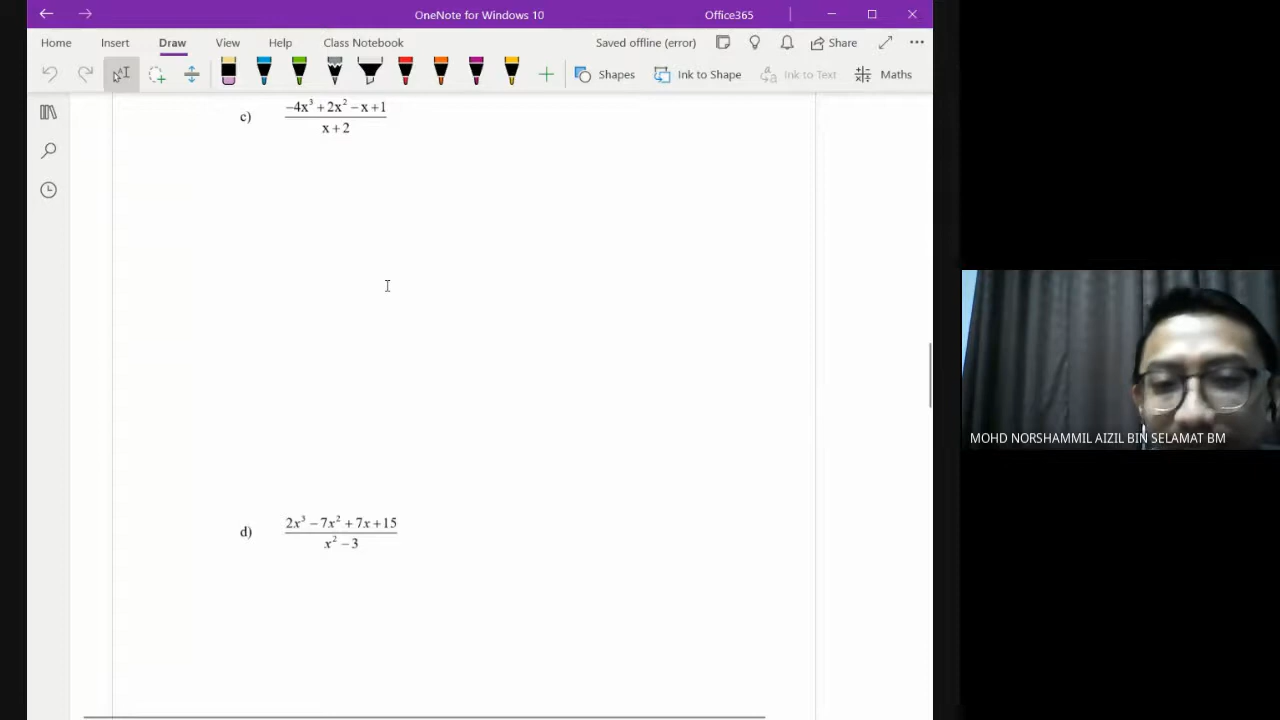 OneNote for Windows 10
Office365
Home Insert Draw View Help Class Notebook
Saved offline (error)
Share
Shapes
Ink to Shape
Ink to Text
Maths
c) (−4x³ + 2x² − x + 1)/(x + 2)
d) (2x³ − 7x² + 7x + 15)/(x² − 3)
MOHD NORSHAMMIL AIZIL BIN SELAMAT BM